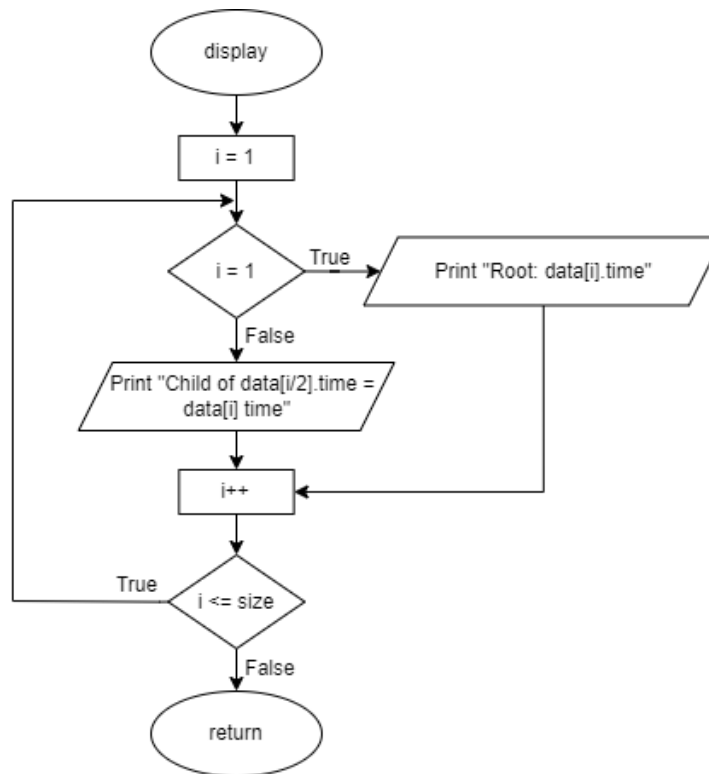 display
i = 1
i = 1
True
Print "Root: data[i].time"
False
Print "Child of data[i/2].time =
data[i] time"
i++
True
i <= size
False
return